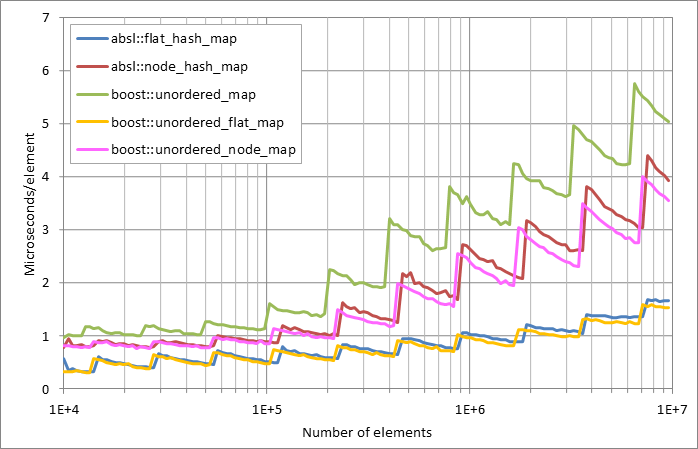 7
6
5
4
3
2
1
0
Microseconds/element
absl::flat_hash_map
absl::node_hash_map
boost::unordered_map
boost::unordered_flat_map
boost::unordered_node_map
1E+4
1E+5
1E+6
1E+7
Number of elements